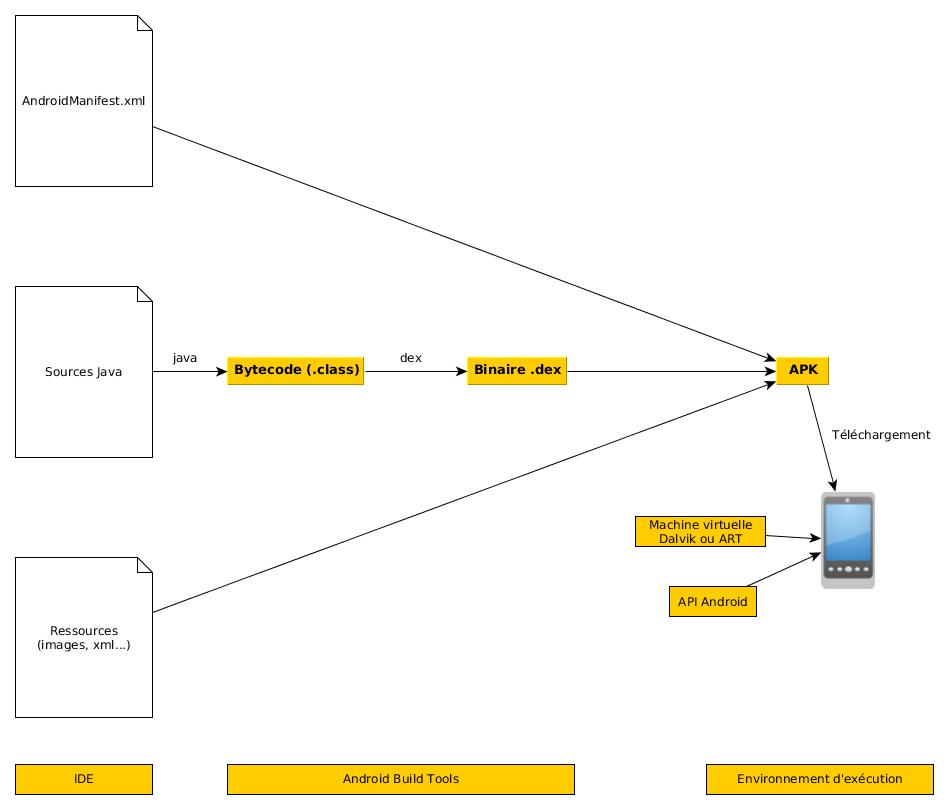 AndroidManifest.xml
Sources Java
java
Bytecode (.class)
dex
Binaire .dex
APK
Téléchargement
Machine virtuelle
Dalvik ou ART
API Android
Ressources
(images, xml...)
IDE
Android Build Tools
Environnement d'exécution